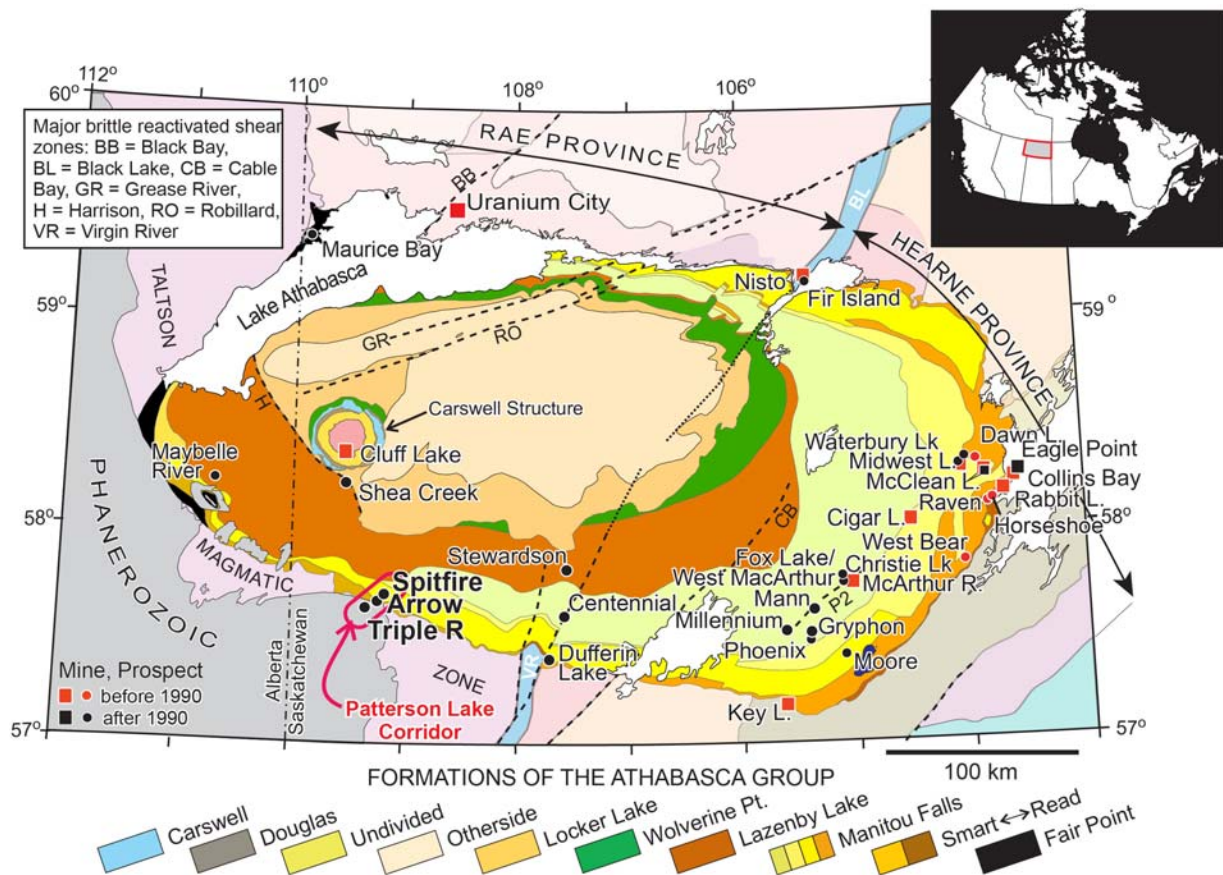 112°
60°
110°
108°
106°
Major brittle reactivated shear
zones: BB = Black Bay,
BL = Black Lake, CB = Cable
Bay, GR = Grease River,
H = Harrison, RO = Robillard,
VR = Virgin River
RAE PROVINCE
BB
BL
Uranium City
Maurice Bay
HEARNE PROVINCE
TALTSON
Lake Athabasca
Nisto
Fir Island
59°
59°
GR
RO
H
Carswell Structure
Cluff Lake
Shea Creek
Maybelle
River
Waterbury Lk
Dawn L.
Midwest L.
Eagle Point
McClean L.
Collins Bay
Raven
Rabbit L.
Horseshoe
58°
58°
Cigar L.
CB
West Bear
PHANEROZOIC
MAGMATIC
ZONE
Stewardson
Fox Lake/
West MacArthur
Christie Lk
McArthur R.
Mann
P2
Spitfire
Arrow
Triple R
Centennial
Millennium
Gryphon
Phoenix
Moore
Dufferin
Lake
VR
Key L.
Alberta
Saskatchewan
Patterson Lake
Corridor
Mine, Prospect
before 1990
after 1990
57°
57°
100 km
FORMATIONS OF THE ATHABASCA GROUP
Carswell
Douglas
Undivided
Otherside
Locker Lake
Wolverine Pt.
Lazenby Lake
Manitou Falls
Smart↔Read
Fair Point